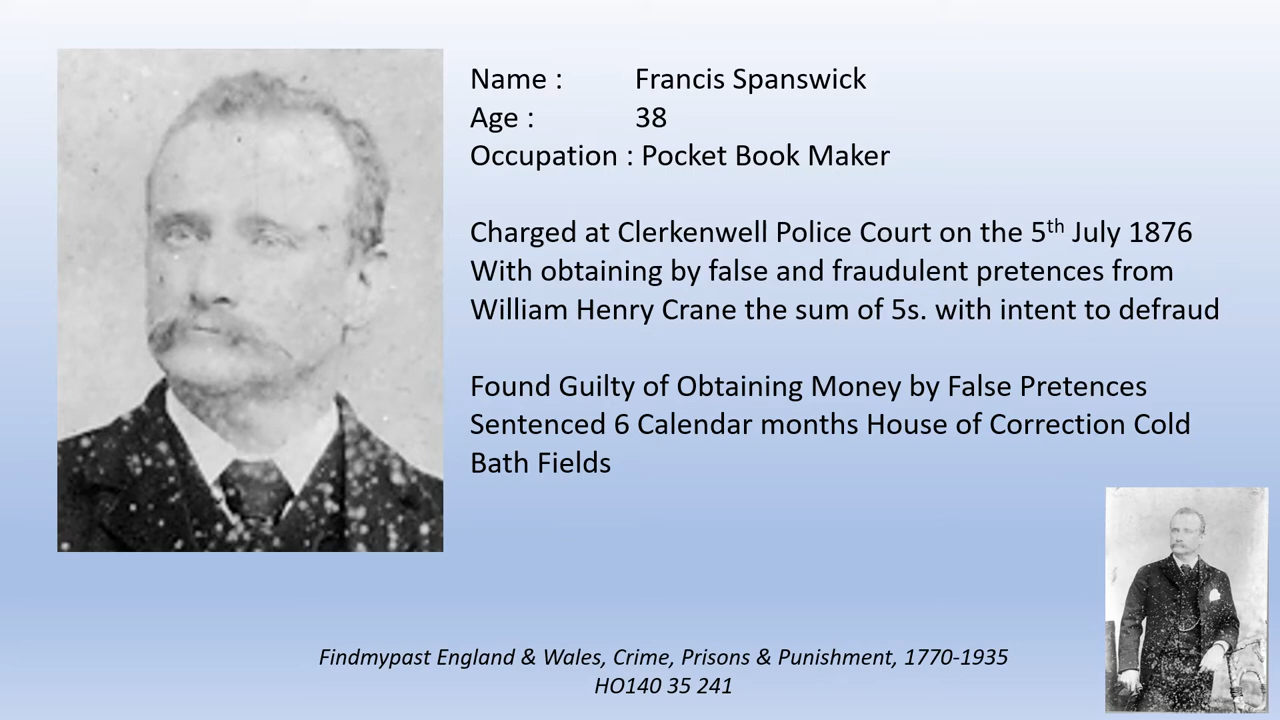 Name : Francis Spanswick
Age : 38
Occupation : Pocket Book Maker
Charged at Clerkenwell Police Court on the 5th July 1876
With obtaining by false and fraudulent pretences from
William Henry Crane the sum of 5s. with intent to defraud
Found Guilty of Obtaining Money by False Pretences
Sentenced 6 Calendar months House of Correction Cold
Bath Fields
Findmypast England & Wales, Crime, Prisons & Punishment, 1770-1935
HO140 35 241